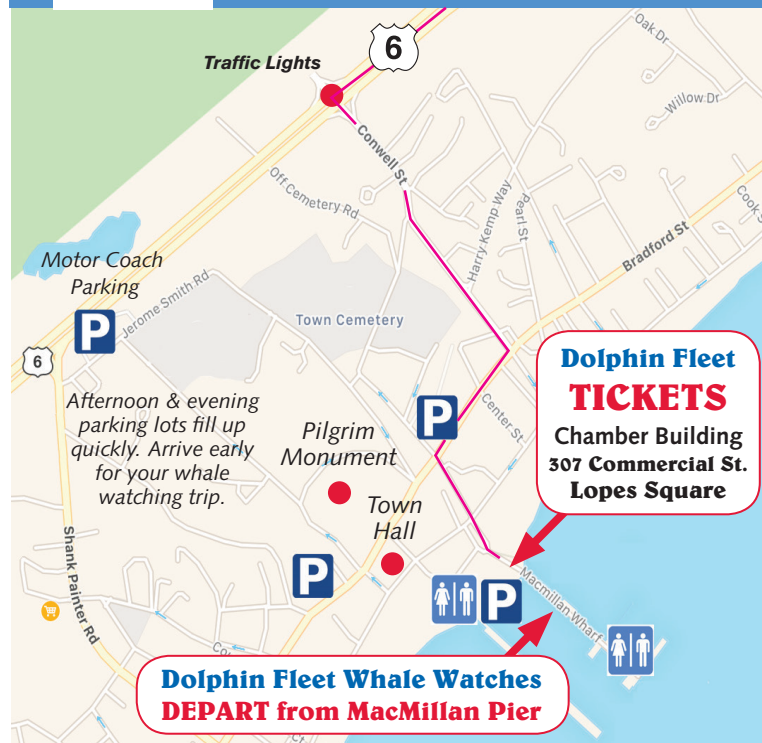 Oak Dr
6
Traffic Lights
Willow Dr
Conwell St
Off Cemetery Rd
Harry Kemp Way
Pearl St
Cook S
Bradford St
Motor Coach
Parking
P
Jerome Smith Rd
Town Cemetery
6
Dolphin Fleet
TICKETS
Chamber Building
307 Commercial St.
Lopes Square
Afternoon & evening
parking lots fill up
quickly. Arrive early
for your whale
watching trip.
P
Center St
Pilgrim
Monument
Town
Hall
Shank Painter Rd
P
P
Macmillan Wharf
Co
Dolphin Fleet Whale Watches
DEPART from MacMillan Pier